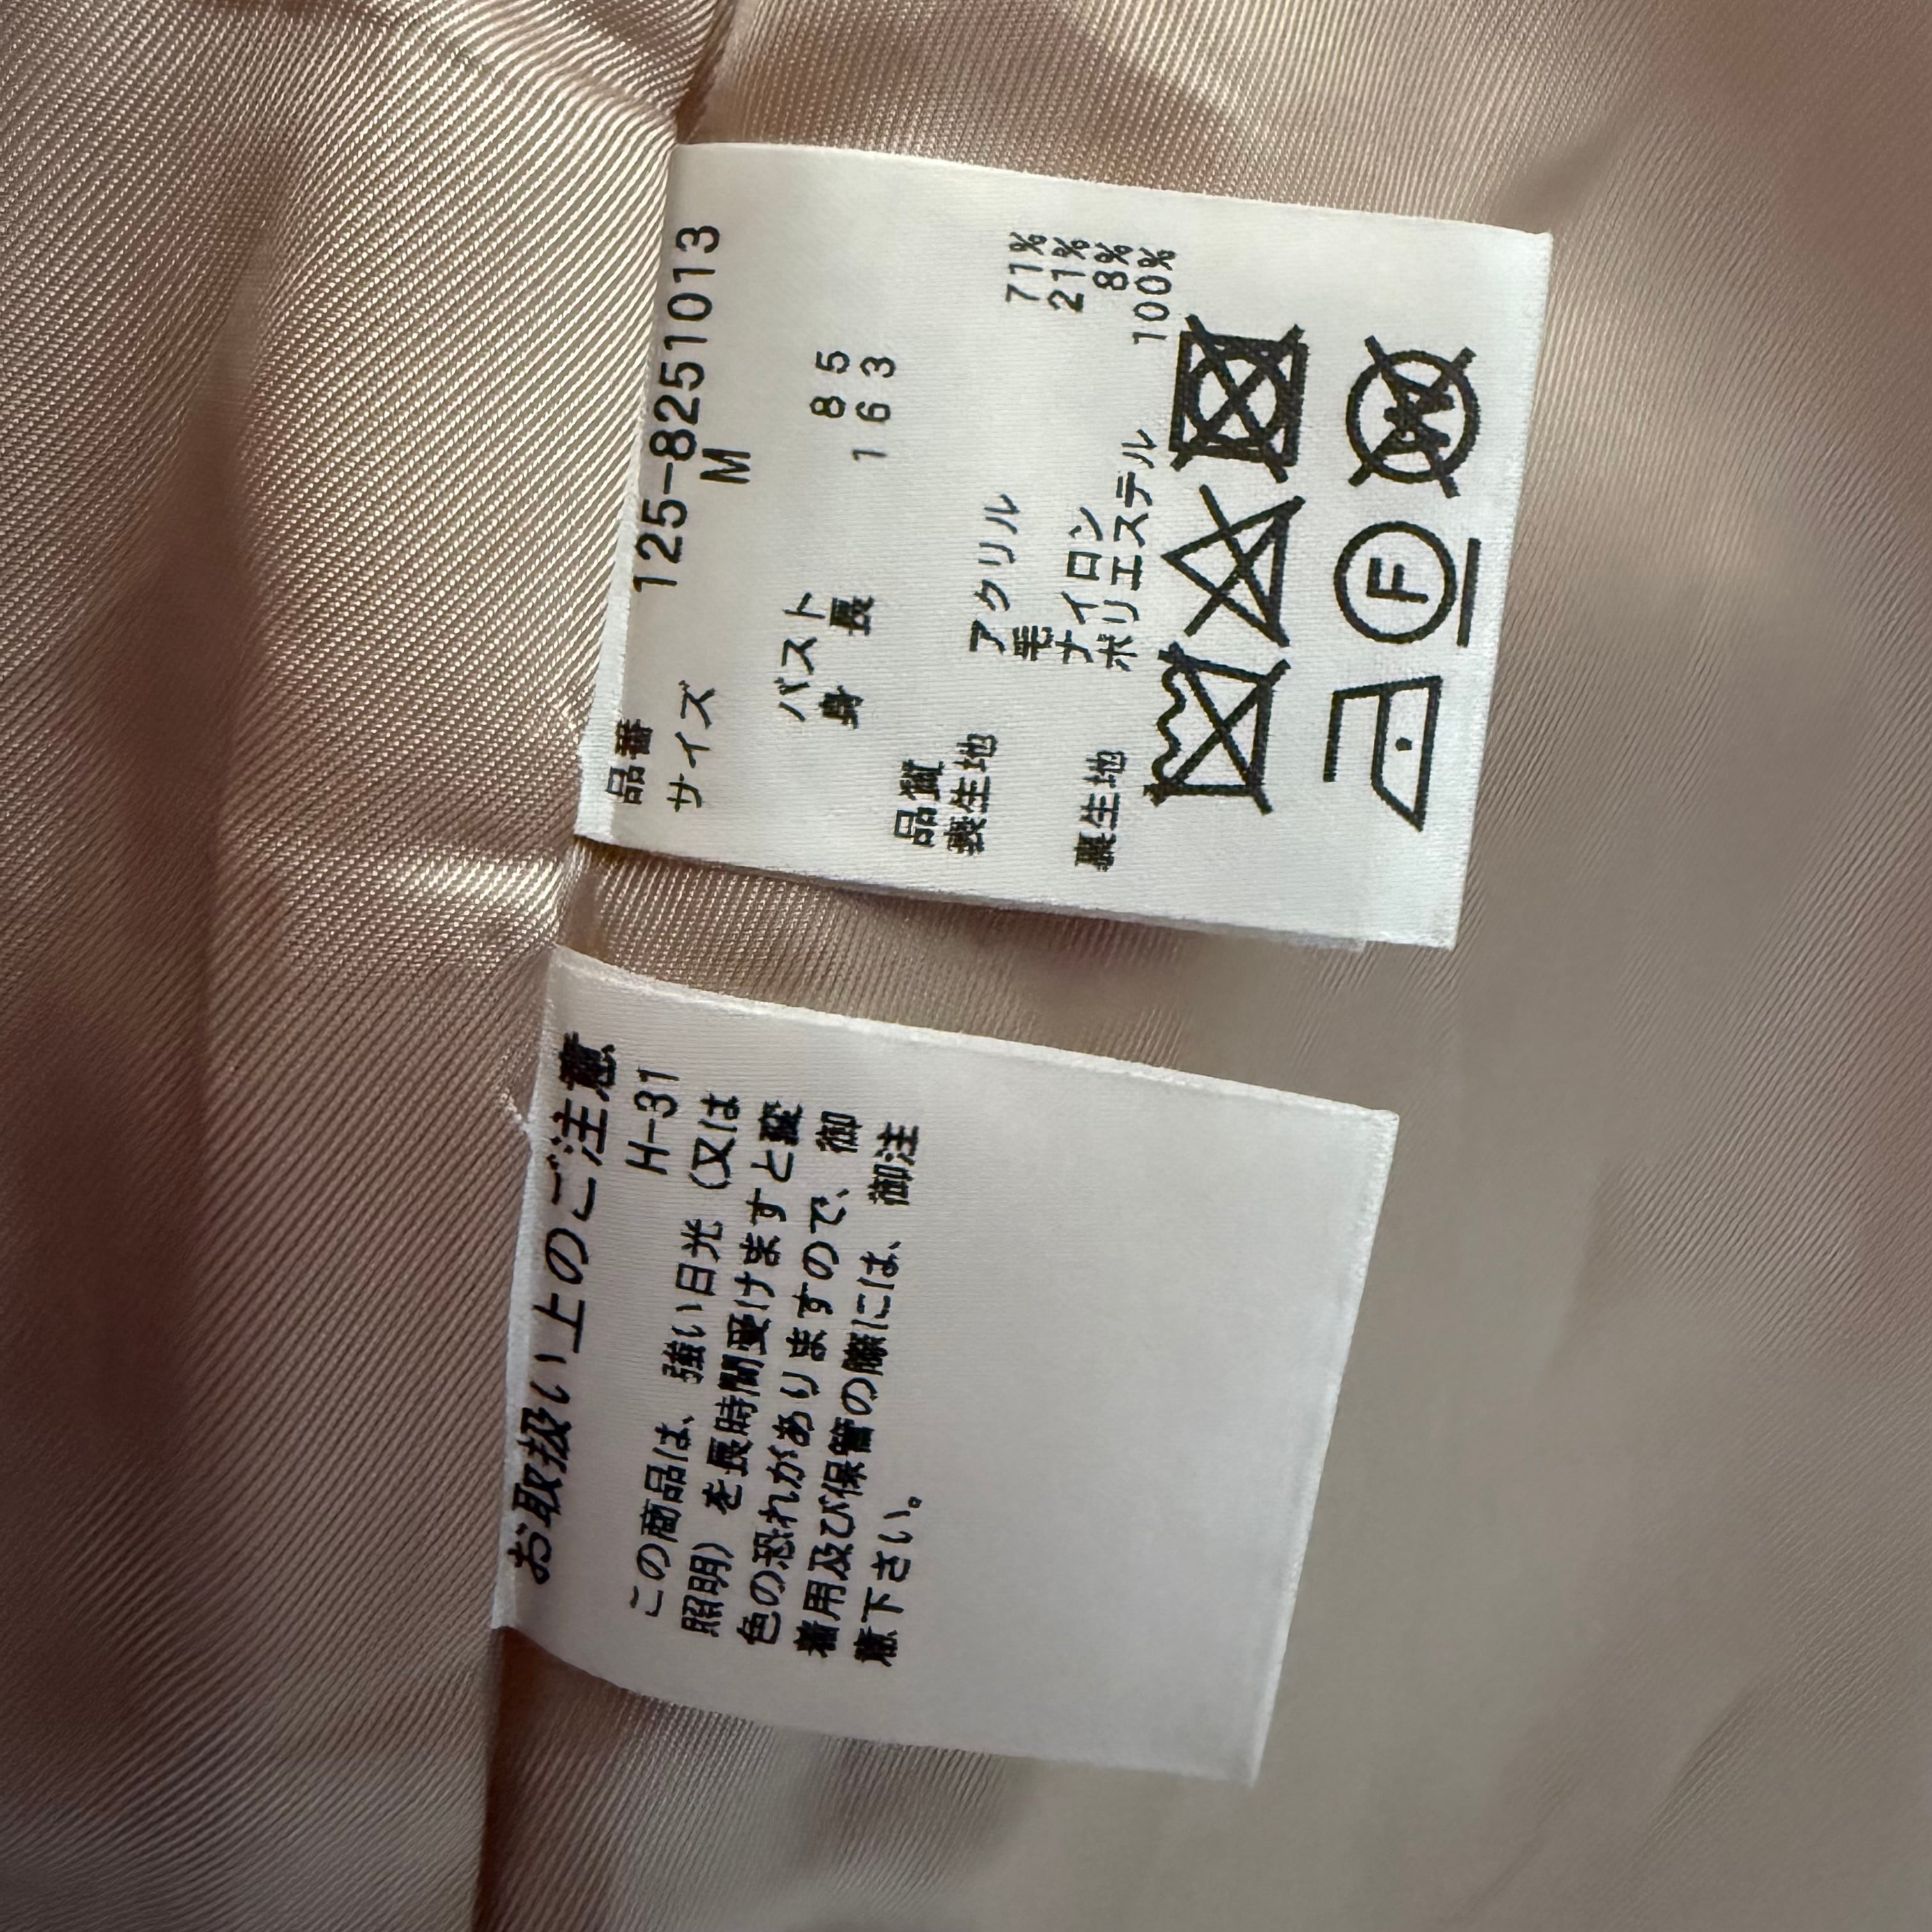 品番 125-8251013
サイズ M
バスト 85
身長 163
品質
表生地 アクリル 71%
毛 21%
ナイロン 8%
裏生地 ポリエステル 100%
F
W
お取扱い上のご注意
H-31
この商品は、強い日光(又は
照明)を長時間受けますと変
色の恐れがありますので、御
着用及び保管の際には、御注
意下さい。